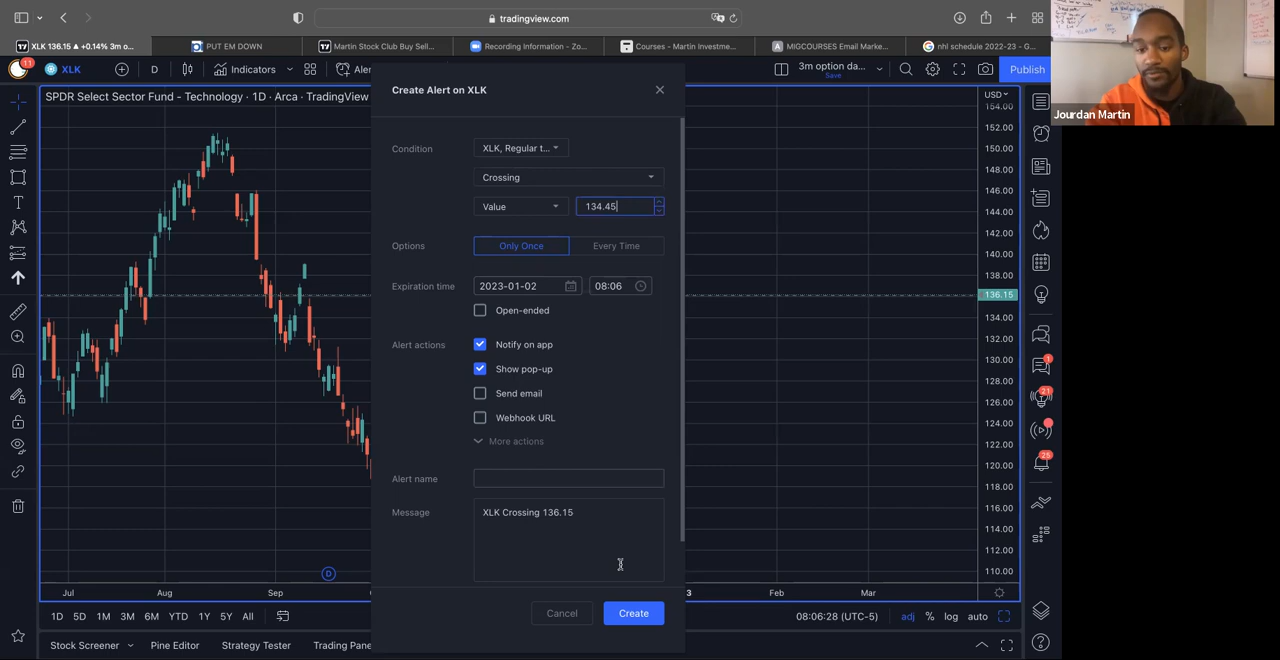 tradingview.com
XLK 136.15 ▲ +0.14% 3m o...
PUT EM DOWN
Martin Stock Club Buy Sell...
Recording Information - Zo...
Courses - Martin Investme...
MIGCOURSES Email Marke...
nhl schedule 2022-23 - G...
11
XLK
D
Indicators
Aler
3m option da...
Save
Publish
Jourdan Martin
SPDR Select Sector Fund - Technology · 1D · Arca · TradingView
USD
154.00
152.00
150.00
148.00
146.00
144.00
142.00
140.00
138.00
136.15
134.00
132.00
130.00
128.00
126.00
124.00
122.00
120.00
118.00
116.00
114.00
112.00
110.00
Create Alert on XLK
Condition
XLK, Regular t...
Crossing
Value
134.45
Options
Only Once
Every Time
Expiration time
2023-01-02
08:06
Open-ended
Alert actions
Notify on app
Show pop-up
Send email
Webhook URL
More actions
Alert name
Message
XLK Crossing 136.15
Cancel
Create
D
Jul
Aug
Sep
3
Feb
Mar
1D
5D
1M
3M
6M
YTD
1Y
5Y
All
08:06:28 (UTC-5)
adj
%
log
auto
Stock Screener
Pine Editor
Strategy Tester
Trading Pane
1
21
25